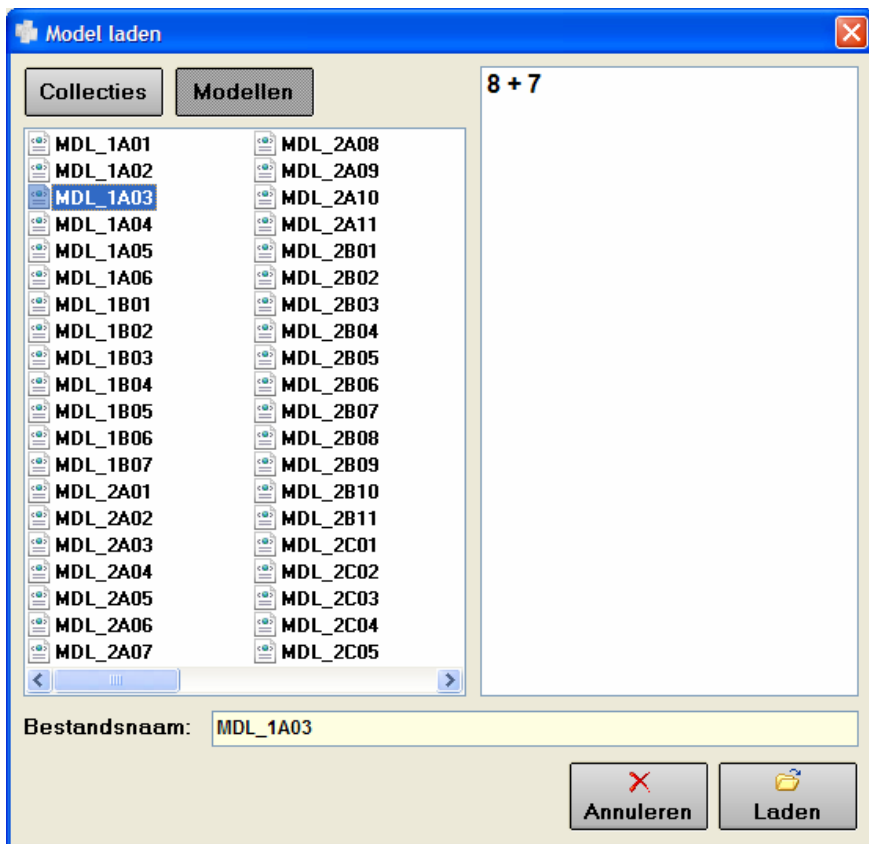 Model laden
Collecties Modellen
8 + 7
MDL_1A01 MDL_2A08
MDL_1A02 MDL_2A09
MDL_1A03 MDL_2A10
MDL_1A04 MDL_2A11
MDL_1A05 MDL_2B01
MDL_1A06 MDL_2B02
MDL_1B01 MDL_2B03
MDL_1B02 MDL_2B04
MDL_1B03 MDL_2B05
MDL_1B04 MDL_2B06
MDL_1B05 MDL_2B07
MDL_1B06 MDL_2B08
MDL_1B07 MDL_2B09
MDL_2A01 MDL_2B10
MDL_2A02 MDL_2B11
MDL_2A03 MDL_2C01
MDL_2A04 MDL_2C02
MDL_2A05 MDL_2C03
MDL_2A06 MDL_2C04
MDL_2A07 MDL_2C05
Bestandsnaam: MDL_1A03
Annuleren Laden